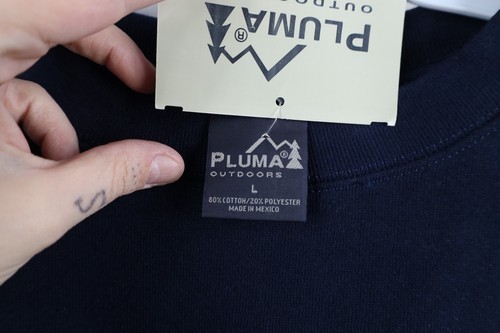 PLUMA®
OUTDOORS
PLUMA®
OUTDOORS
L
80% COTTON/20% POLYESTER
MADE IN MEXICO
S